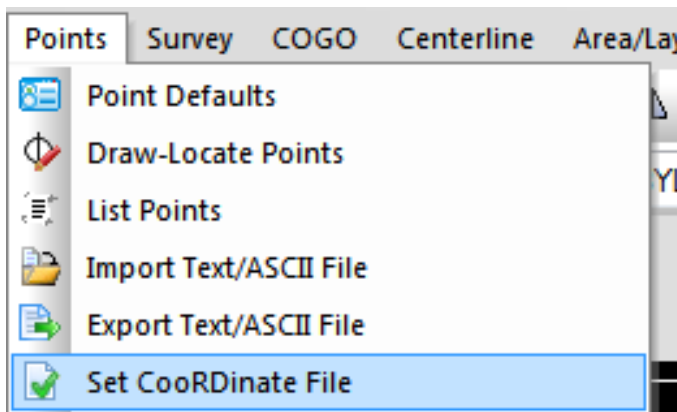 Points Survey COGO Centerline Area/Lay
Point Defaults
Draw-Locate Points
List Points
Import Text/ASCII File
Export Text/ASCII File
Set CooRDinate File